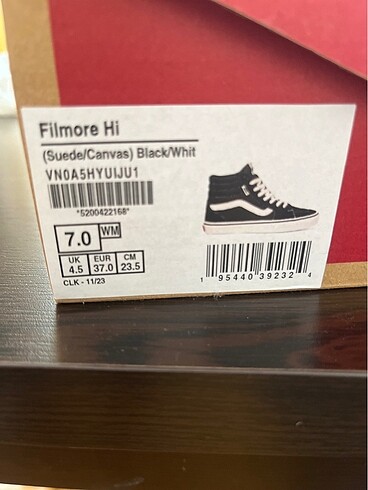 Filmore Hi
(Suede/Canvas) Black/Whit
VN0A5HYUIJU1
*5200422168*
7.0 WM
UK EUR CM
4.5 37.0 23.5
CLK - 11/23
1 95440 39232 4